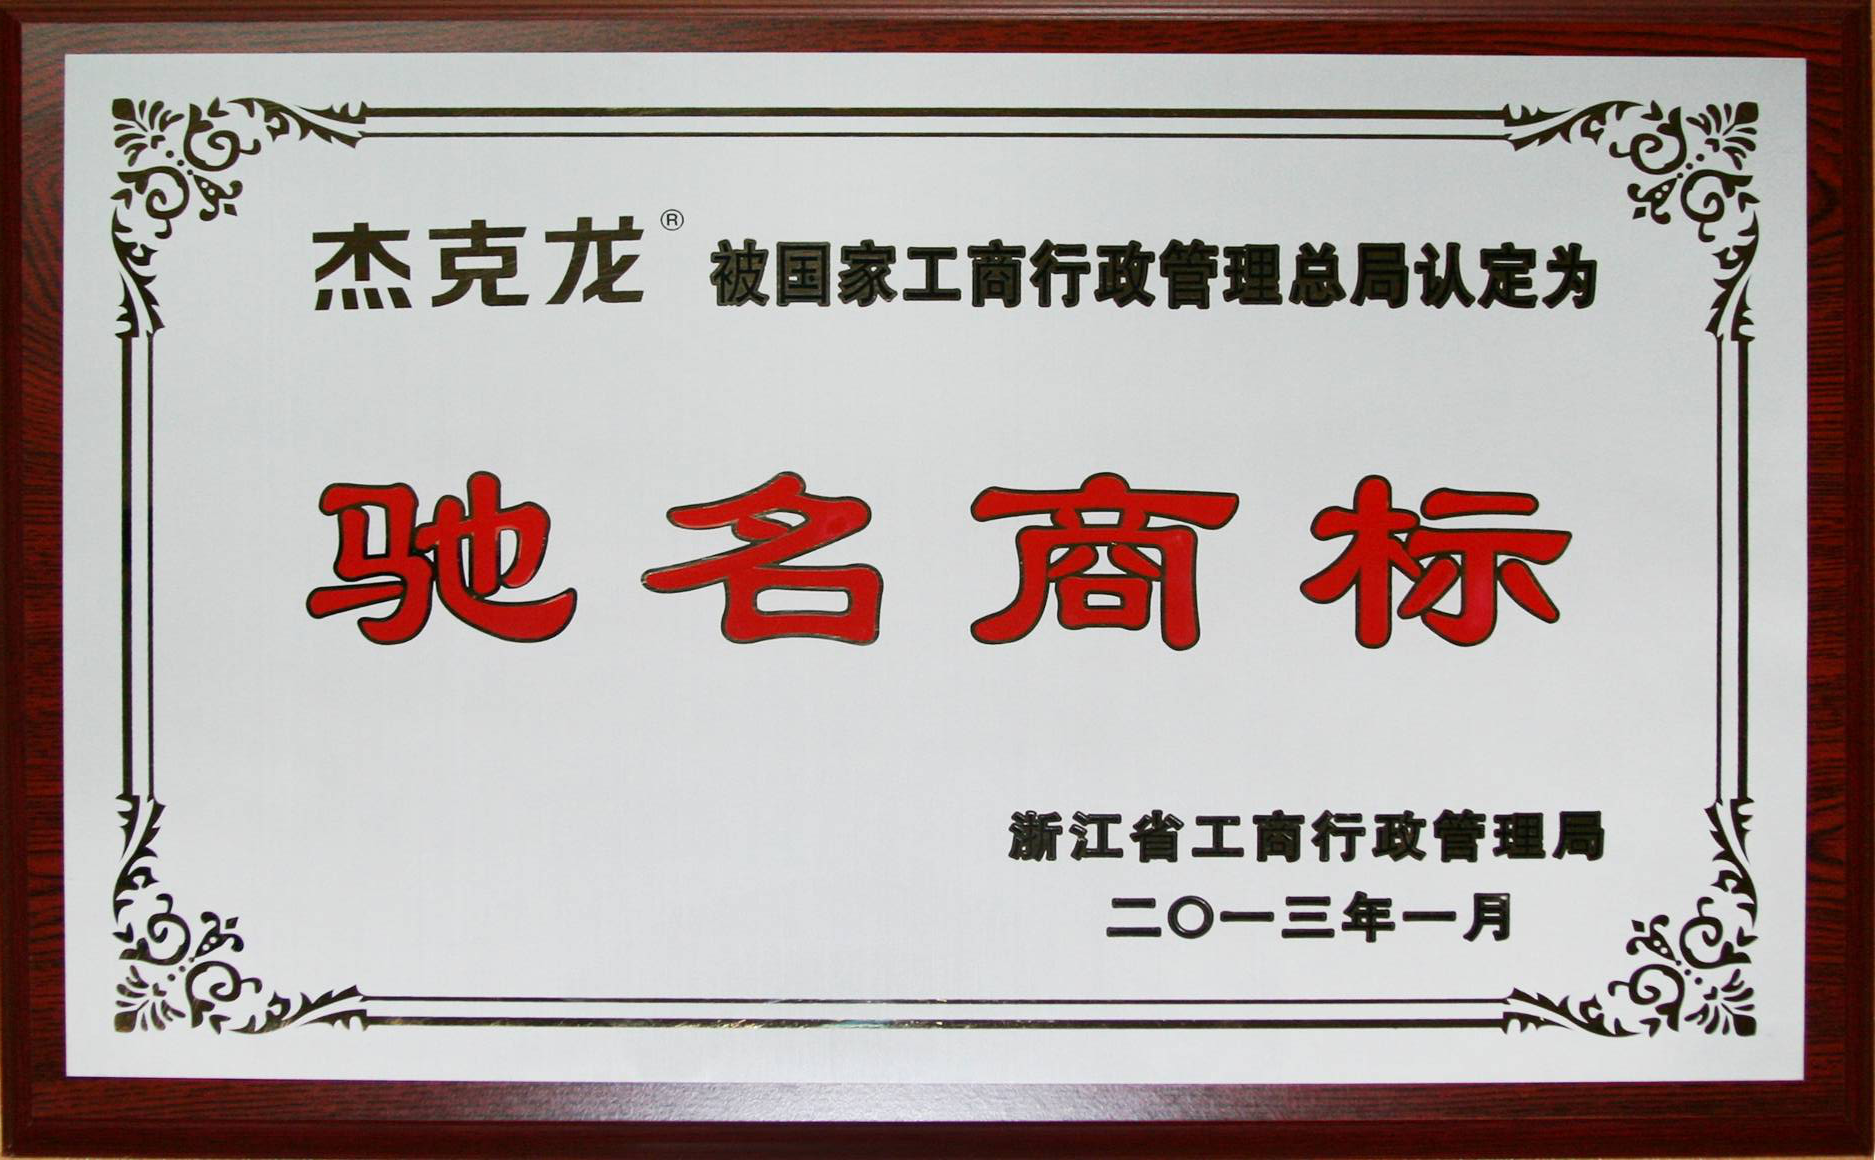 杰克龙® 被国家工商行政管理总局认定为
驰名商标
浙江省工商行政管理局
二〇一三年一月